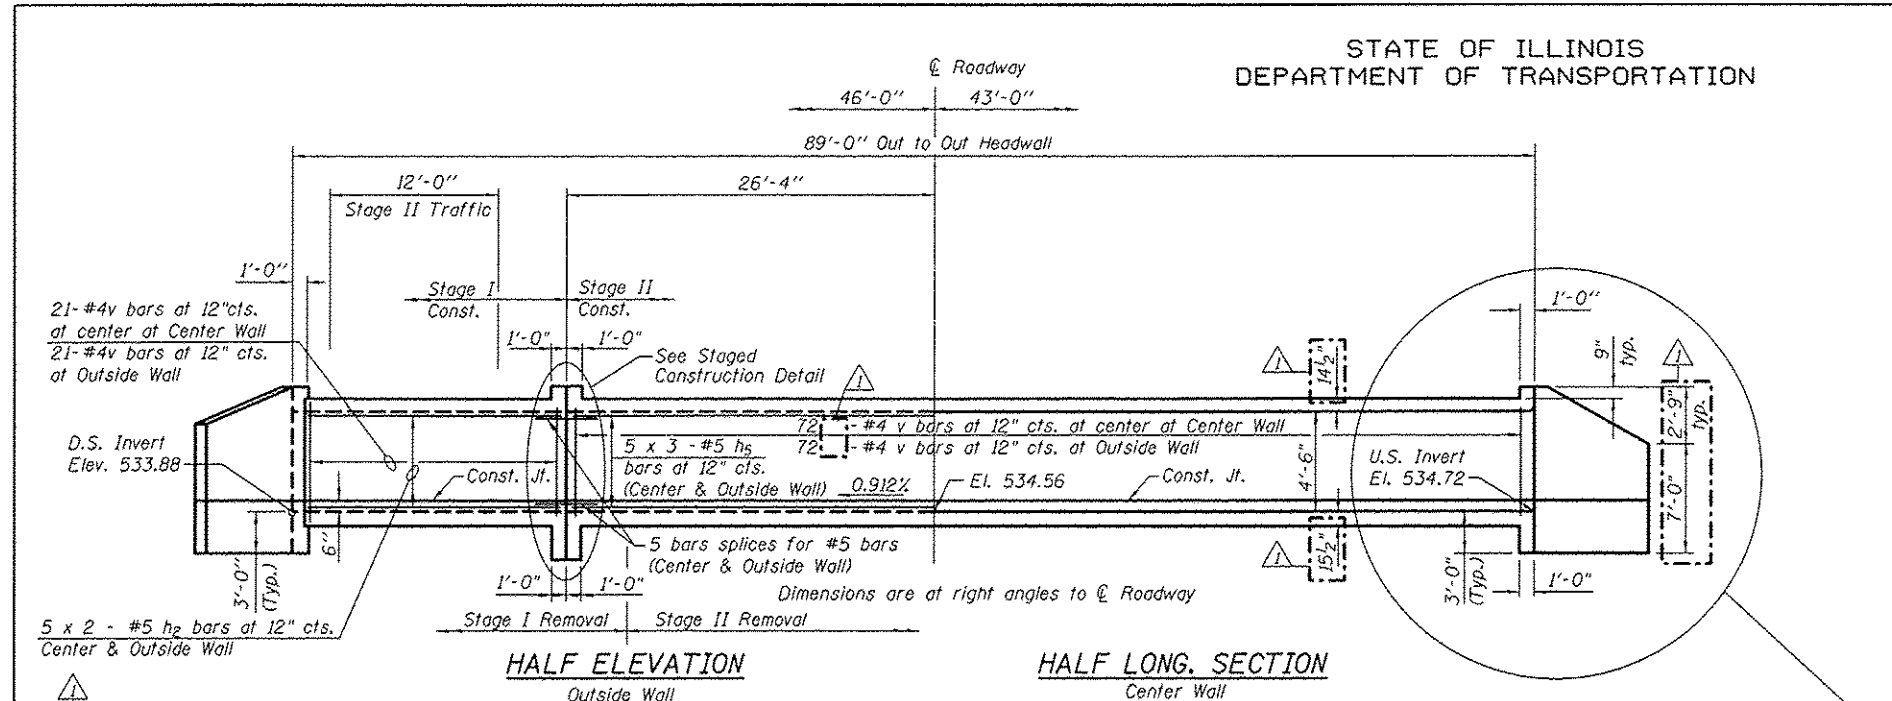 STATE OF ILLINOIS
DEPARTMENT OF TRANSPORTATION
℄ Roadway
46'-0" 43'-0"
89'-0" Out to Out Headwall
12'-0"
Stage II Traffic
26'-4"
1'-0"
Stage I
Const.
Stage II
Const.
21- #4v bars at 12"cts.
at center at Center Wall
21- #4v bars at 12" cts.
at Outside Wall
1'-0" 1'-0"
See Staged
Construction Detail
1
1
14½"
1'-0"
9"
typ.
1
2'-9"
typ.
7'-0"
D.S. Invert
Elev. 533.88
72 - #4 v bars at 12" cts. at center at Center Wall
72 - #4 v bars at 12" cts. at Outside Wall
5 x 3 - #5 h5
bars at 12" cts.
(Center & Outside Wall)
Const. Jt.
0.912%
El. 534.56
Const. Jt.
4'-6"
U.S. Invert
El. 534.72
6"
3'-0"
(Typ.)
5 bars splices for #5 bars
(Center & Outside Wall)
1
15½"
3'-0"
(Typ.)
1'-0"
1'-0" 1'-0"
Dimensions are at right angles to ℄ Roadway
Stage I Removal Stage II Removal
5 x 2 - #5 h2 bars at 12" cts.
Center & Outside Wall
1
HALF ELEVATION
Outside Wall
HALF LONG. SECTION
Center Wall